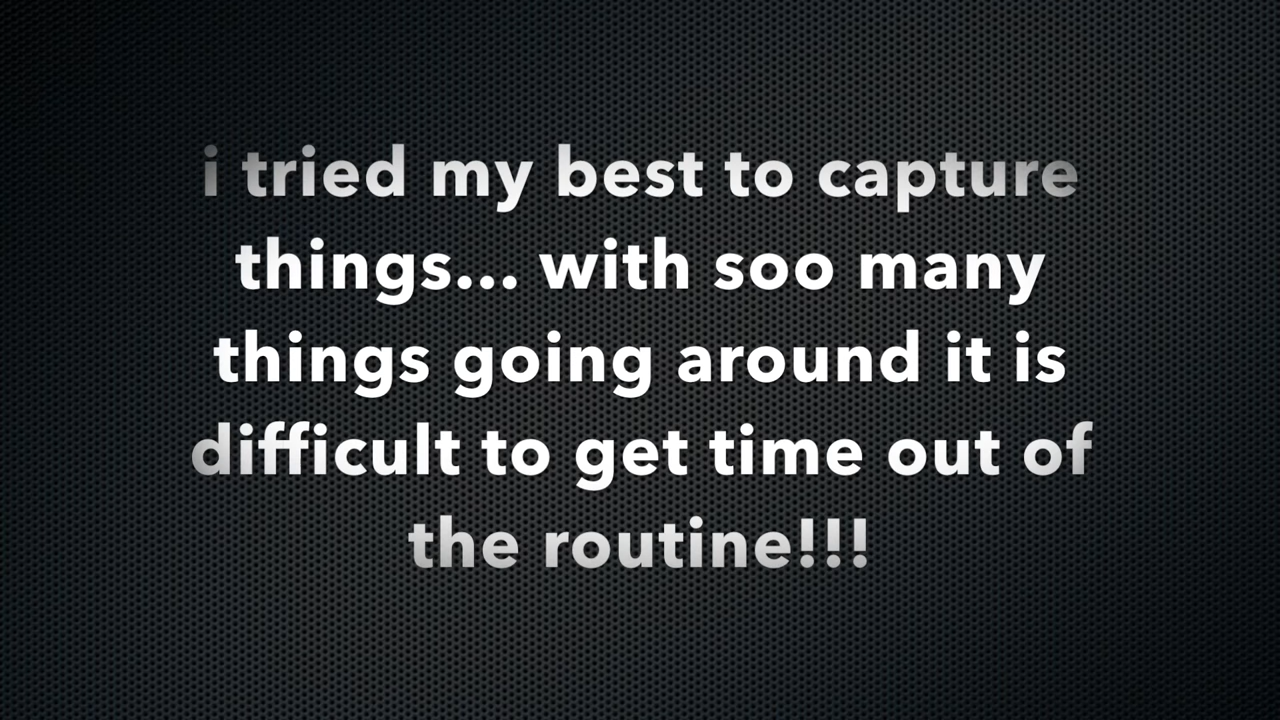 i tried my best to capture
things... with soo many
things going around it is
difficult to get time out of
the routine!!!